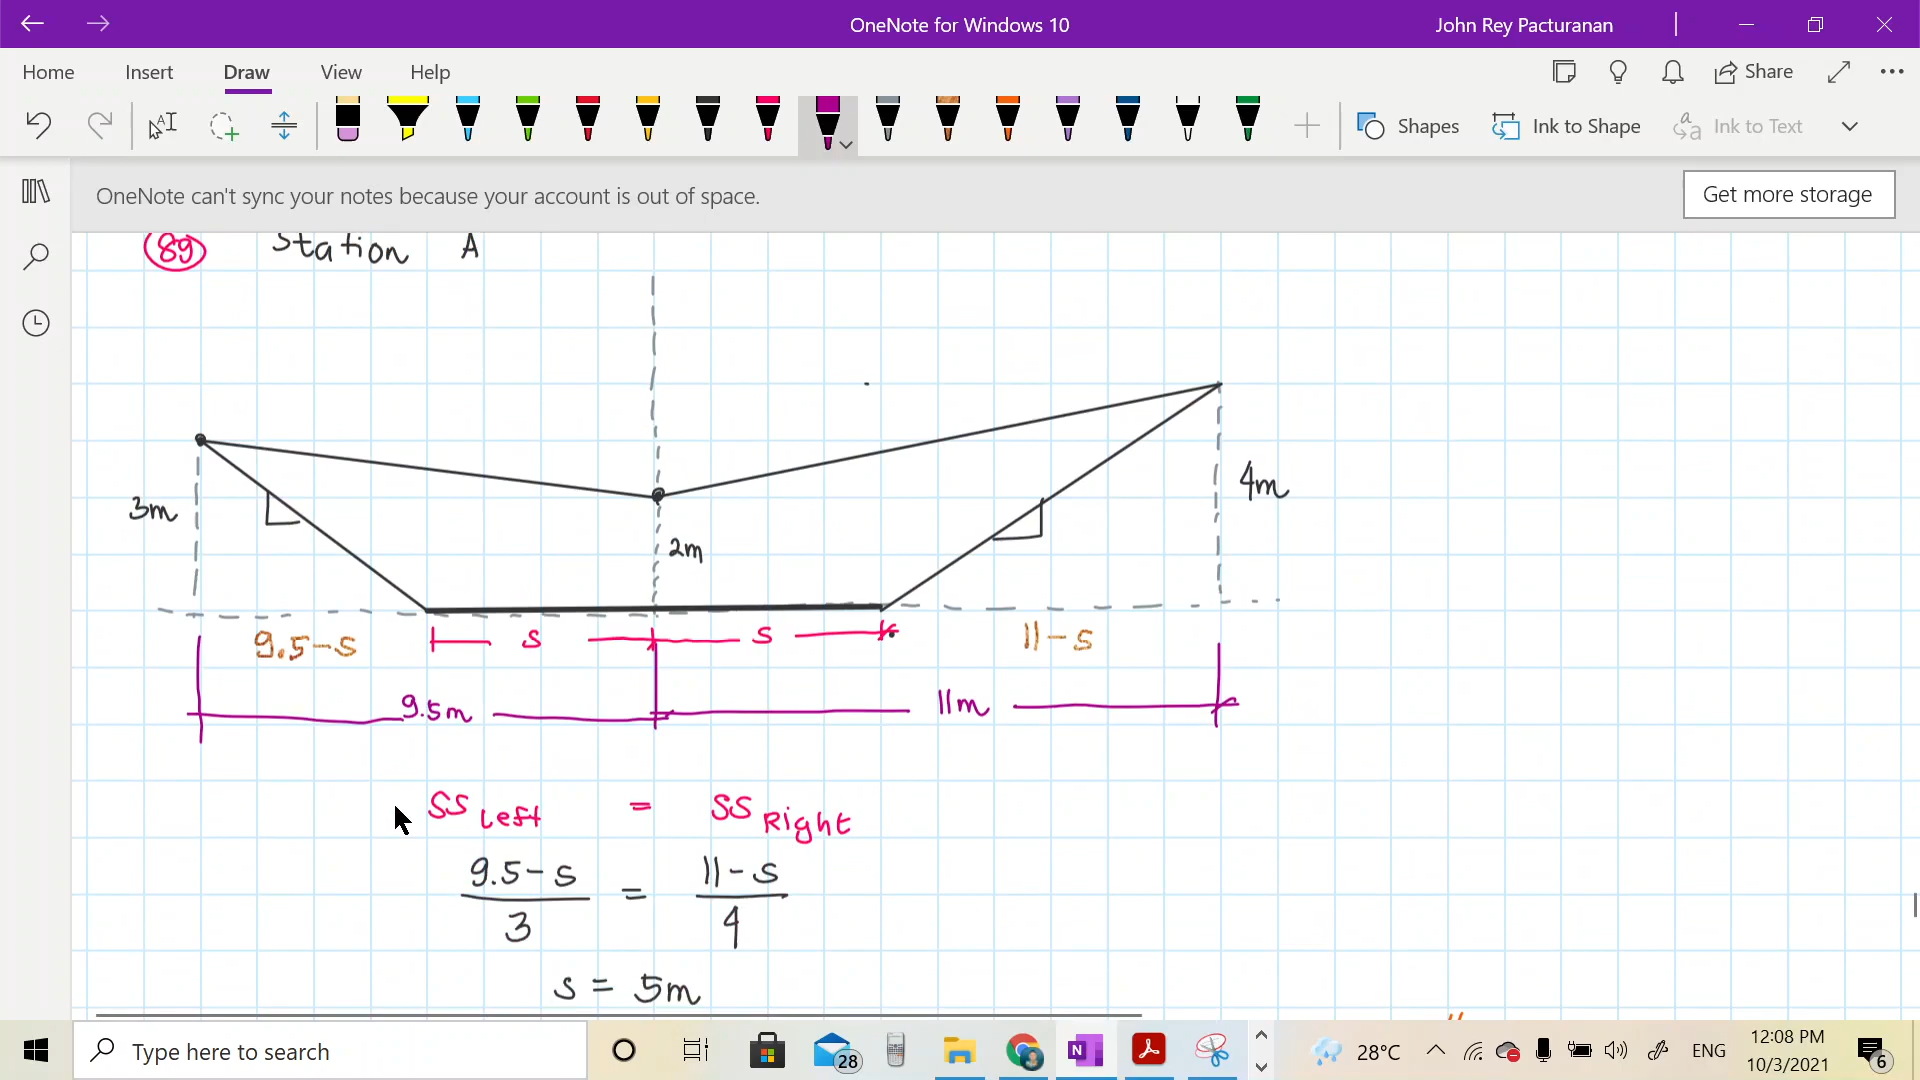 OneNote for Windows 10
John Rey Pacturanan
Home Insert Draw View Help
Share
Shapes
Ink to Shape
Ink to Text
OneNote can't sync your notes because your account is out of space.
Get more storage
89 Station A
3m
2m
4m
9.5-s
s
s
11-s
9.5m
11m
SS Left = SS Right
9.5-s = 11-s
3 4
s = 5m
Type here to search
28
28°C
ENG
12:08 PM
10/3/2021
6